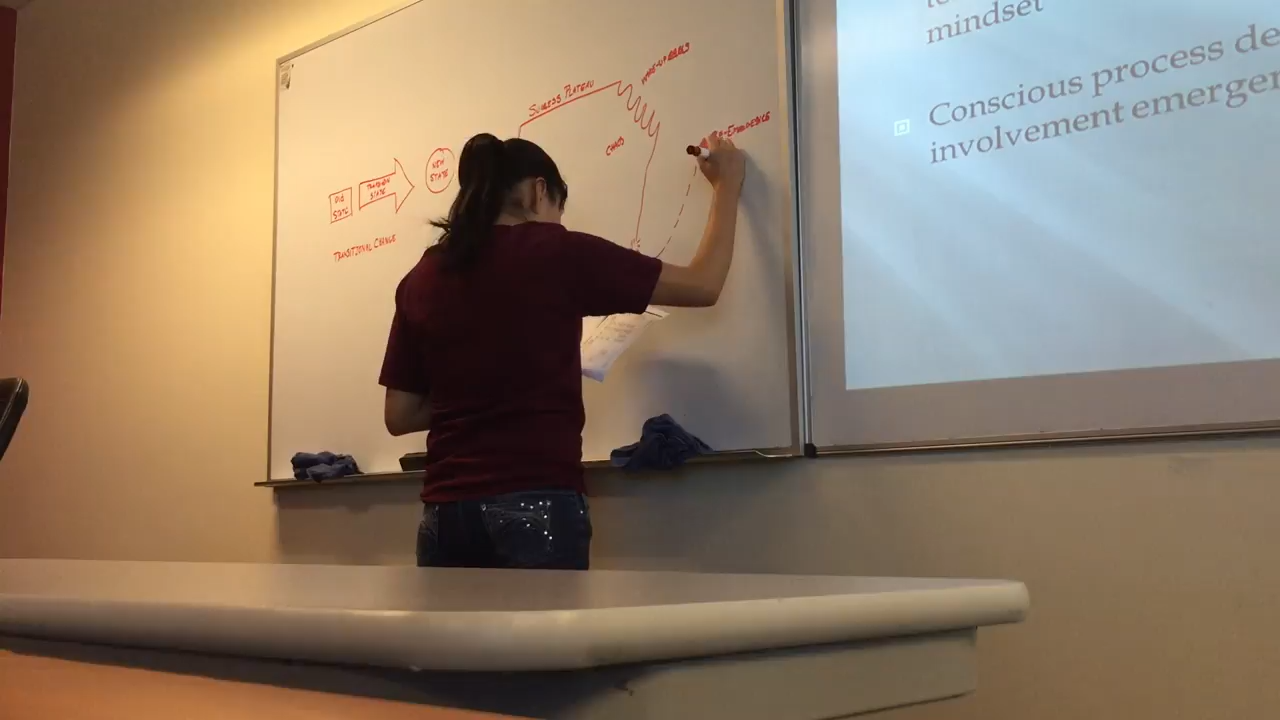 OLD
STATE
TRANSITION
STATE
NEW
STATE
TRANSITIONAL CHANGE
SUCCESS PLATEAU
WAKE-UP CALLS
CHAOS
mindset
Conscious process de
involvement emerger